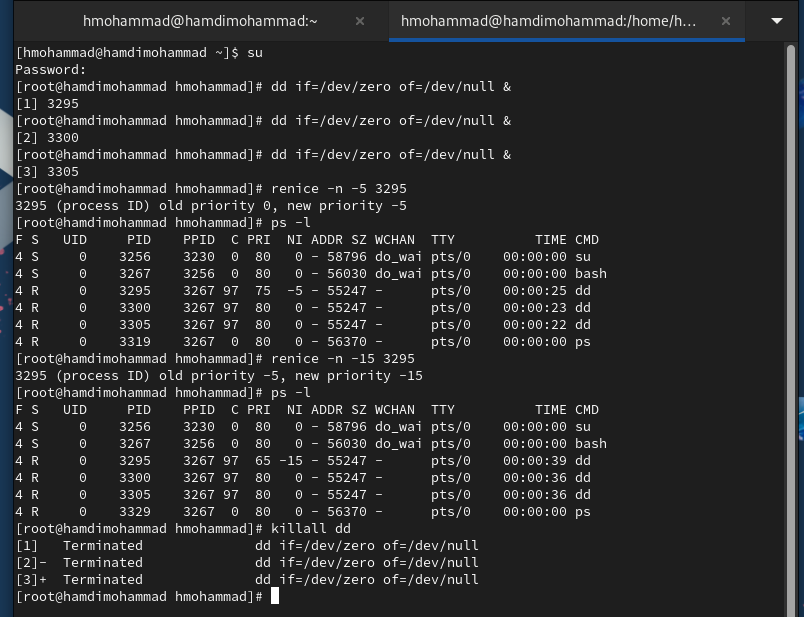 hmohammad@hamdimohammad:~ ×
hmohammad@hamdimohammad:/home/h... ×
[hmohammad@hamdimohammad ~]$ su
Password:
[root@hamdimohammad hmohammad]# dd if=/dev/zero of=/dev/null &
[1] 3295
[root@hamdimohammad hmohammad]# dd if=/dev/zero of=/dev/null &
[2] 3300
[root@hamdimohammad hmohammad]# dd if=/dev/zero of=/dev/null &
[3] 3305
[root@hamdimohammad hmohammad]# renice -n -5 3295
3295 (process ID) old priority 0, new priority -5
[root@hamdimohammad hmohammad]# ps -l
F S   UID     PID    PPID  C PRI  NI ADDR SZ WCHAN  TTY          TIME CMD
4 S     0    3256    3230  0  80   0 - 58796 do_wai pts/0    00:00:00 su
4 S     0    3267    3256  0  80   0 - 56030 do_wai pts/0    00:00:00 bash
4 R     0    3295    3267 97  75  -5 - 55247 -      pts/0    00:00:25 dd
4 R     0    3300    3267 97  80   0 - 55247 -      pts/0    00:00:23 dd
4 R     0    3305    3267 97  80   0 - 55247 -      pts/0    00:00:22 dd
4 R     0    3319    3267  0  80   0 - 56370 -      pts/0    00:00:00 ps
[root@hamdimohammad hmohammad]# renice -n -15 3295
3295 (process ID) old priority -5, new priority -15
[root@hamdimohammad hmohammad]# ps -l
F S   UID     PID    PPID  C PRI  NI ADDR SZ WCHAN  TTY          TIME CMD
4 S     0    3256    3230  0  80   0 - 58796 do_wai pts/0    00:00:00 su
4 S     0    3267    3256  0  80   0 - 56030 do_wai pts/0    00:00:00 bash
4 R     0    3295    3267 97  65 -15 - 55247 -      pts/0    00:00:39 dd
4 R     0    3300    3267 97  80   0 - 55247 -      pts/0    00:00:36 dd
4 R     0    3305    3267 97  80   0 - 55247 -      pts/0    00:00:36 dd
4 R     0    3329    3267  0  80   0 - 56370 -      pts/0    00:00:00 ps
[root@hamdimohammad hmohammad]# killall dd
[1]   Terminated              dd if=/dev/zero of=/dev/null
[2]-  Terminated              dd if=/dev/zero of=/dev/null
[3]+  Terminated              dd if=/dev/zero of=/dev/null
[root@hamdimohammad hmohammad]#